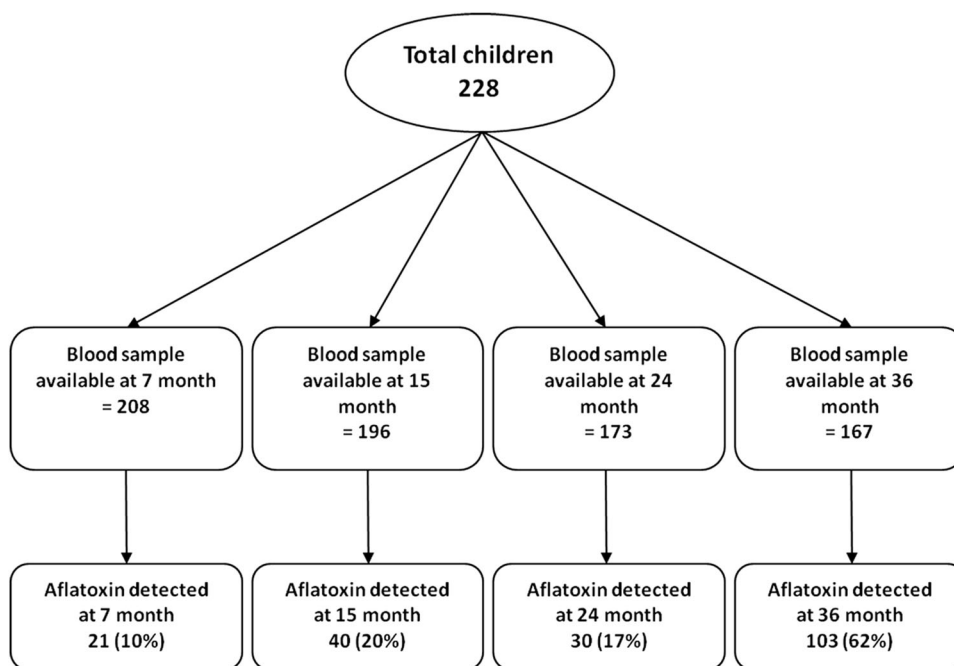 Total children
228
Blood sample
available at 7 month
= 208
Blood sample
available at 15
month
= 196
Blood sample
available at 24
month
= 173
Blood sample
available at 36
month
= 167
Aflatoxin detected
at 7 month
21 (10%)
Aflatoxin detected
at 15 month
40 (20%)
Aflatoxin detected
at 24 month
30 (17%)
Aflatoxin detected
at 36 month
103 (62%)